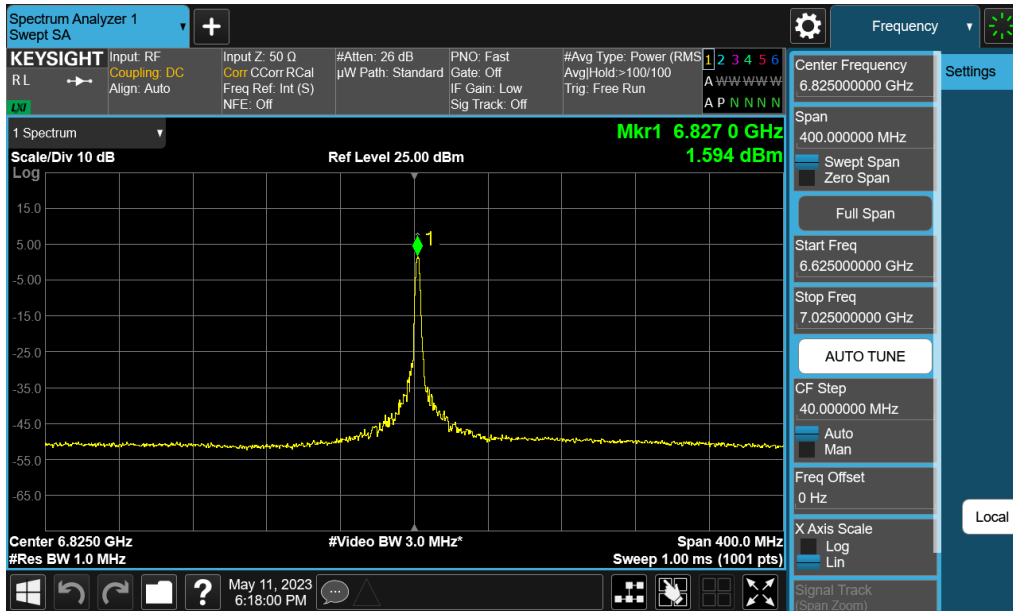 Spectrum Analyzer 1
Swept SA
+
Frequency
KEYSIGHT
RL
LXI
Input: RF
Coupling: DC
Align: Auto
Input Z: 50 Ω
Corr CCorr RCal
Freq Ref: Int (S)
NFE: Off
#Atten: 26 dB
µW Path: Standard
PNO: Fast
Gate: Off
IF Gain: Low
Sig Track: Off
#Avg Type: Power (RMS
Avg|Hold:>100/100
Trig: Free Run
1 2 3 4 5 6
A W W W W W
A P N N N N
1 Spectrum
Mkr1 6.827 0 GHz
Scale/Div 10 dB
Ref Level 25.00 dBm
1.594 dBm
Log
15.0
1
5.00
-5.00
-15.0
-25.0
-35.0
-45.0
-55.0
-65.0
Center 6.8250 GHz
#Video BW 3.0 MHz*
Span 400.0 MHz
#Res BW 1.0 MHz
Sweep 1.00 ms (1001 pts)
Center Frequency
6.825000000 GHz
Settings
Span
400.000000 MHz
Swept Span
Zero Span
Full Span
Start Freq
6.625000000 GHz
Stop Freq
7.025000000 GHz
AUTO TUNE
CF Step
40.000000 MHz
Auto
Man
Freq Offset
0 Hz
Local
X Axis Scale
Log
Lin
Signal Track
(Span Zoom)
?
May 11, 2023
6:18:00 PM